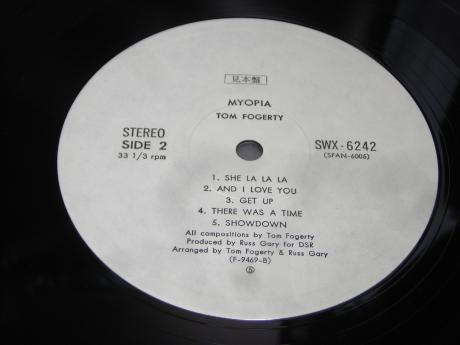 見本盤
MYOPIA
TOM FOGERTY
STEREO
SIDE 2
33 1/3 rpm
SWX-6242
(SFAN-6005)
1. SHE LA LA LA
2. AND I LOVE YOU
3. GET UP
4. THERE WAS A TIME
5. SHOWDOWN
All compositions by Tom Fogerty
Produced by Russ Gary for DSR
Arranged by Tom Fogerty & Russ Gary
(F-9469-B)
Ⓢ